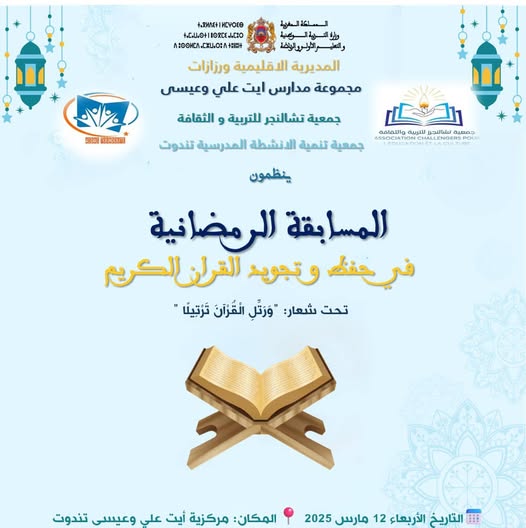 المملكة المغربية
وزارة التربية الوطنية
والتعليم الأولي والرياضة
المديرية الاقليمية ورزازات
مجموعة مدارس ايت علي وعيسى
جمعية تشالنجر للتربية و الثقافة
جمعية تنمية الانشطة المدرسية تندوت
ينظمون
جمعية تشالنجرز للتربية والثقافة
ASSOCIATION CHALLENGERS POUR
L'EDUCATION ET LA CULTURE
المسابقة الرمضانية
في حفظ و تجويد القران الكريم
تحت شعار: "وَرَتِّلِ الْقُرْآنَ تَرْتِيلًا "
التاريخ الأربعاء 12 مارس 2025 المكان: مركزية أيت علي وعيسى تندوت